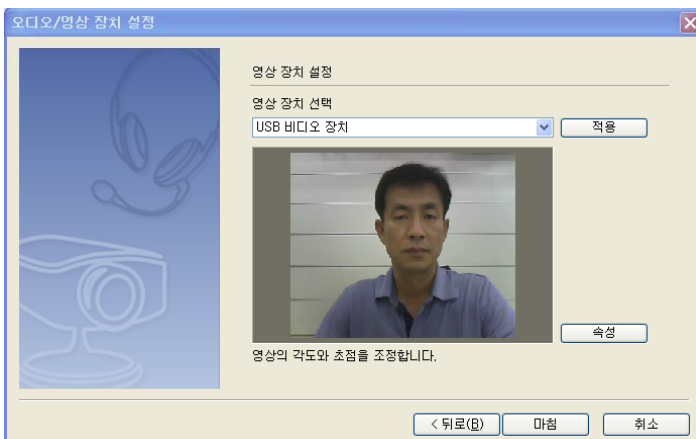 오디오/영상 장치 설정
영상 장치 설정
영상 장치 선택
USB 비디오 장치
적용
속성
영상의 각도와 초점을 조정합니다.
< 뒤로(B)
마침
취소